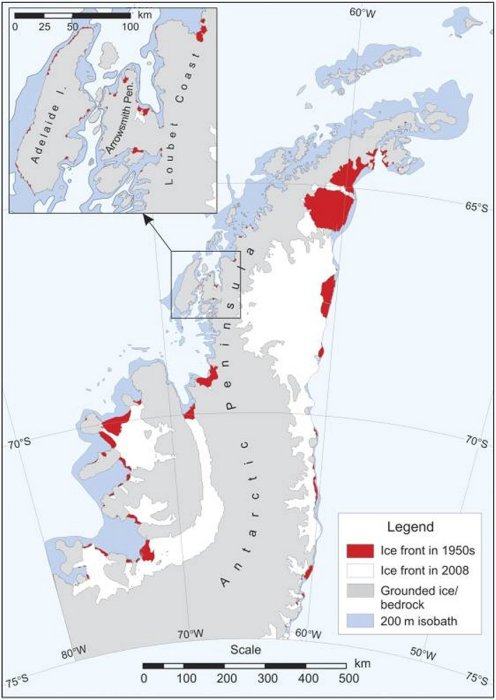 0 25 50 100
km
Adelaide I.
Arrowsmith Pen.
Loubet Coast
60°W
65°S
Antarctic Peninsula
70°S
70°S
Legend
Ice front in 1950s
Ice front in 2008
Grounded ice/
bedrock
200 m isobath
75°S
80°W
70°W
60°W
50°W
75°S
Scale
0 100 200 300 400 500
km